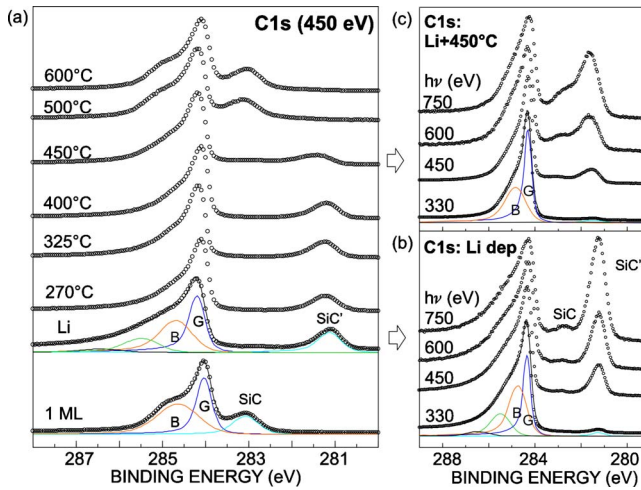 (a)
C1s (450 eV)
600°C
500°C
450°C
400°C
325°C
270°C
Li
B
G
SiC'
1 ML
B
G
SiC
287
285
283
281
BINDING ENERGY (eV)
(c)
C1s:
Li+450°C
hν (eV)
750
600
450
330
B
G
(b)
C1s: Li dep
SiC'
hν (eV)
SiC
750
600
450
330
B
G
288
284
280
BINDING ENERGY (eV)